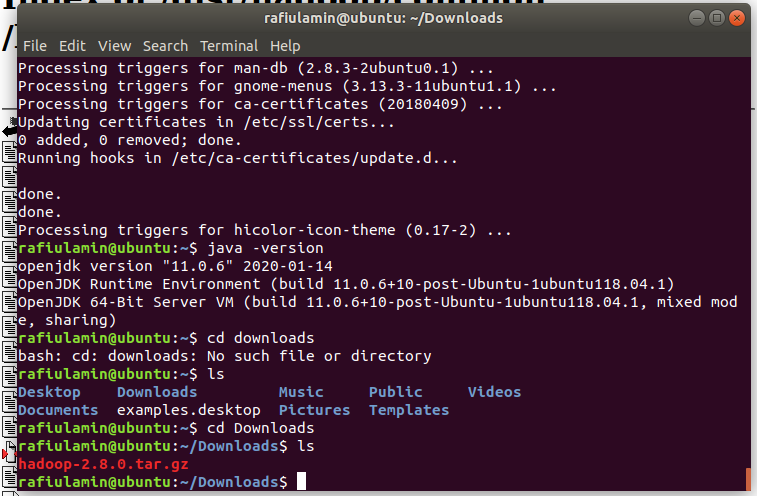 rafiulamin@ubuntu: ~/Downloads
File Edit View Search Terminal Help
Processing triggers for man-db (2.8.3-2ubuntu0.1) ...
Processing triggers for gnome-menus (3.13.3-11ubuntu1.1) ...
Processing triggers for ca-certificates (20180409) ...
Updating certificates in /etc/ssl/certs...
0 added, 0 removed; done.
Running hooks in /etc/ca-certificates/update.d...
done.
done.
Processing triggers for hicolor-icon-theme (0.17-2) ...
rafiulamin@ubuntu:~$ java -version
openjdk version "11.0.6" 2020-01-14
OpenJDK Runtime Environment (build 11.0.6+10-post-Ubuntu-1ubuntu118.04.1)
OpenJDK 64-Bit Server VM (build 11.0.6+10-post-Ubuntu-1ubuntu118.04.1, mixed mod
e, sharing)
rafiulamin@ubuntu:~$ cd downloads
bash: cd: downloads: No such file or directory
rafiulamin@ubuntu:~$ ls
Desktop Downloads Music Public Videos
Documents examples.desktop Pictures Templates
rafiulamin@ubuntu:~$ cd Downloads
rafiulamin@ubuntu:~/Downloads$ ls
hadoop-2.8.0.tar.gz
rafiulamin@ubuntu:~/Downloads$